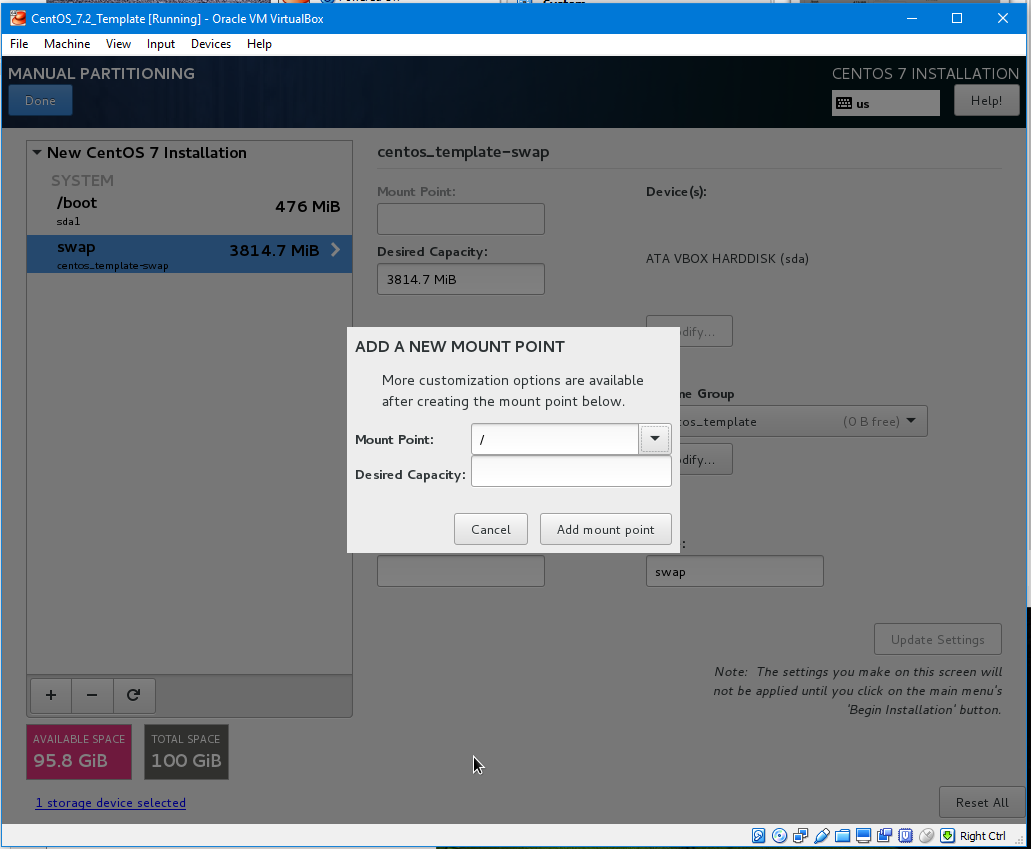 CentOS_7.2_Template [Running] - Oracle VM VirtualBox
File Machine View Input Devices Help
MANUAL PARTITIONING
CENTOS 7 INSTALLATION
Done
us
Help!
New CentOS 7 Installation
SYSTEM
/boot
476 MiB
sda1
swap
3814.7 MiB
centos_template-swap
centos_template-swap
Mount Point:
Device(s):
Desired Capacity:
3814.7 MiB
ATA VBOX HARDDISK (sda)
ADD A NEW MOUNT POINT
More customization options are available
after creating the mount point below.
Mount Point: /
Desired Capacity:
Cancel
Add mount point
Group
(0 B free)
swap
Update Settings
Note: The settings you make on this screen will
not be applied until you click on the main menu's
'Begin Installation' button.
+ -
AVAILABLE SPACE
95.8 GiB
TOTAL SPACE
100 GiB
1 storage device selected
Reset All
Right Ctrl